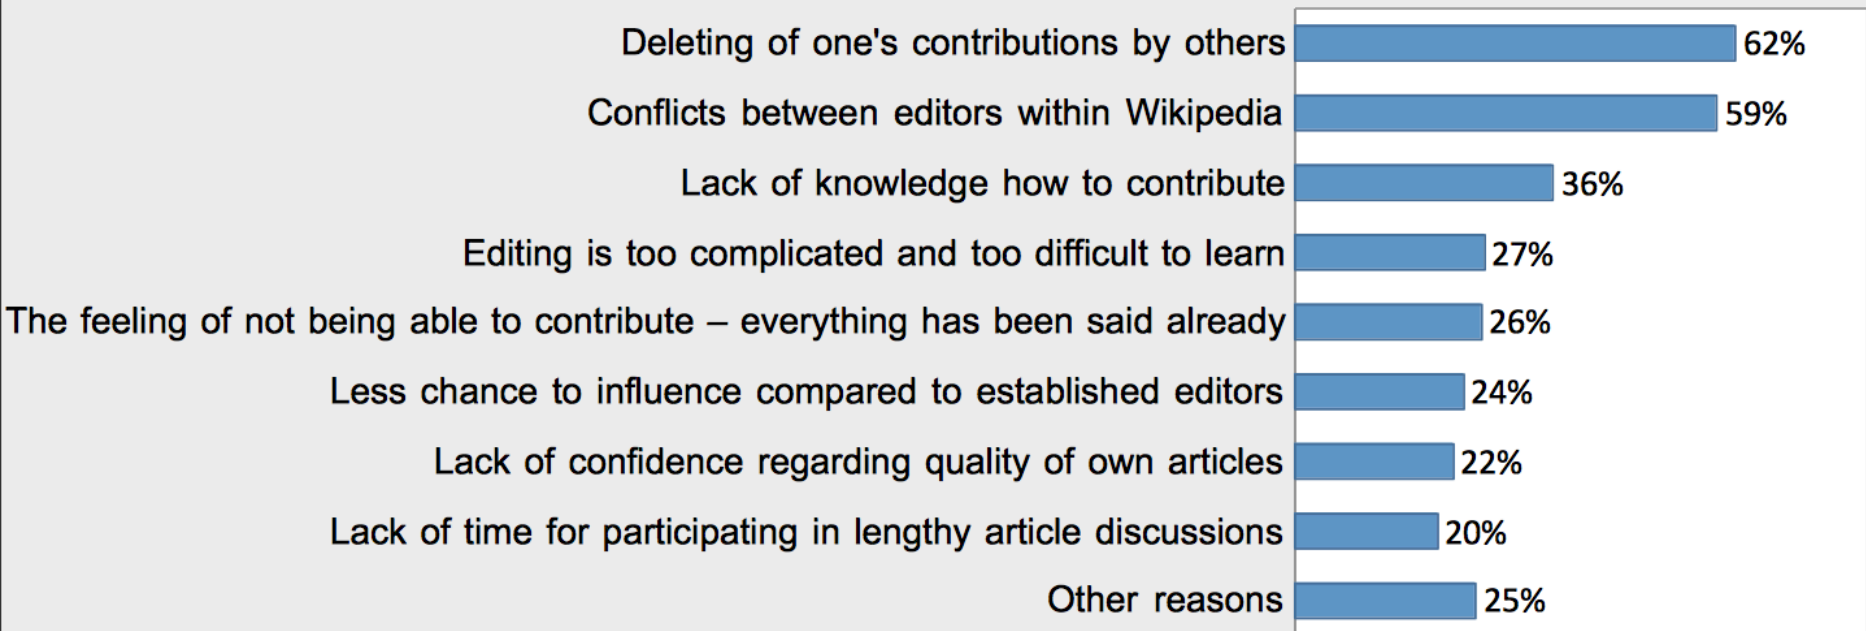 Deleting of one's contributions by others 62%
Conflicts between editors within Wikipedia 59%
Lack of knowledge how to contribute 36%
Editing is too complicated and too difficult to learn 27%
The feeling of not being able to contribute – everything has been said already 26%
Less chance to influence compared to established editors 24%
Lack of confidence regarding quality of own articles 22%
Lack of time for participating in lengthy article discussions 20%
Other reasons 25%